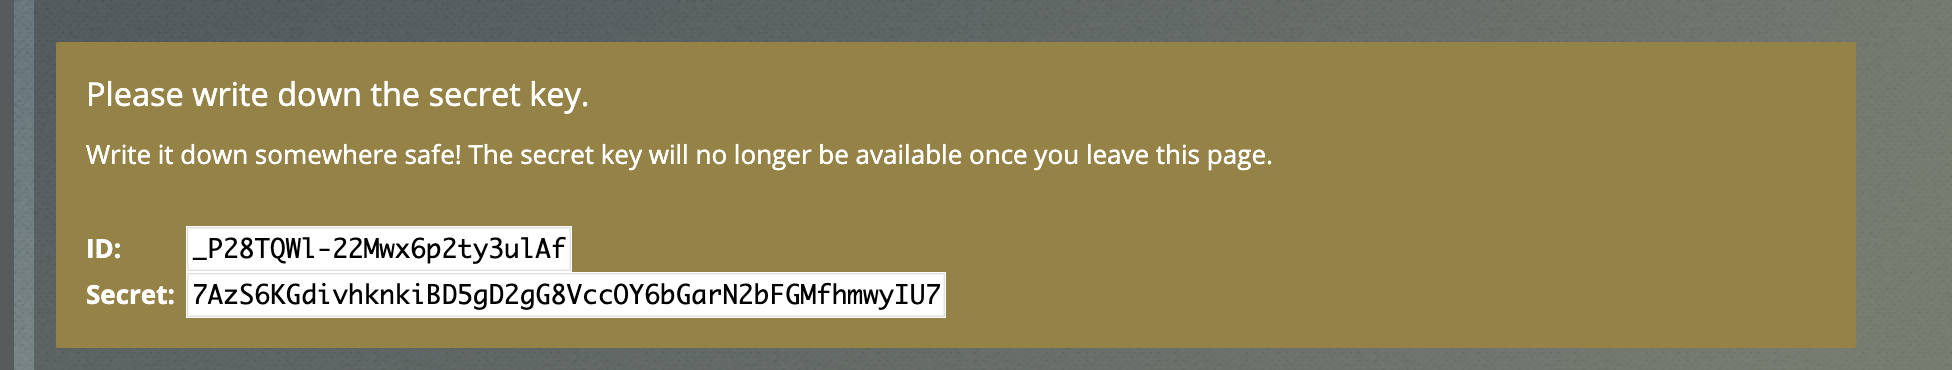 Please write down the secret key.
Write it down somewhere safe! The secret key will no longer be available once you leave this page.
ID: _P28TQWl-22Mwx6p2ty3ulAf
Secret: 7AzS6KGdivhknkiBD5gD2gG8VccOY6bGarN2bFGMfhmwyIU7